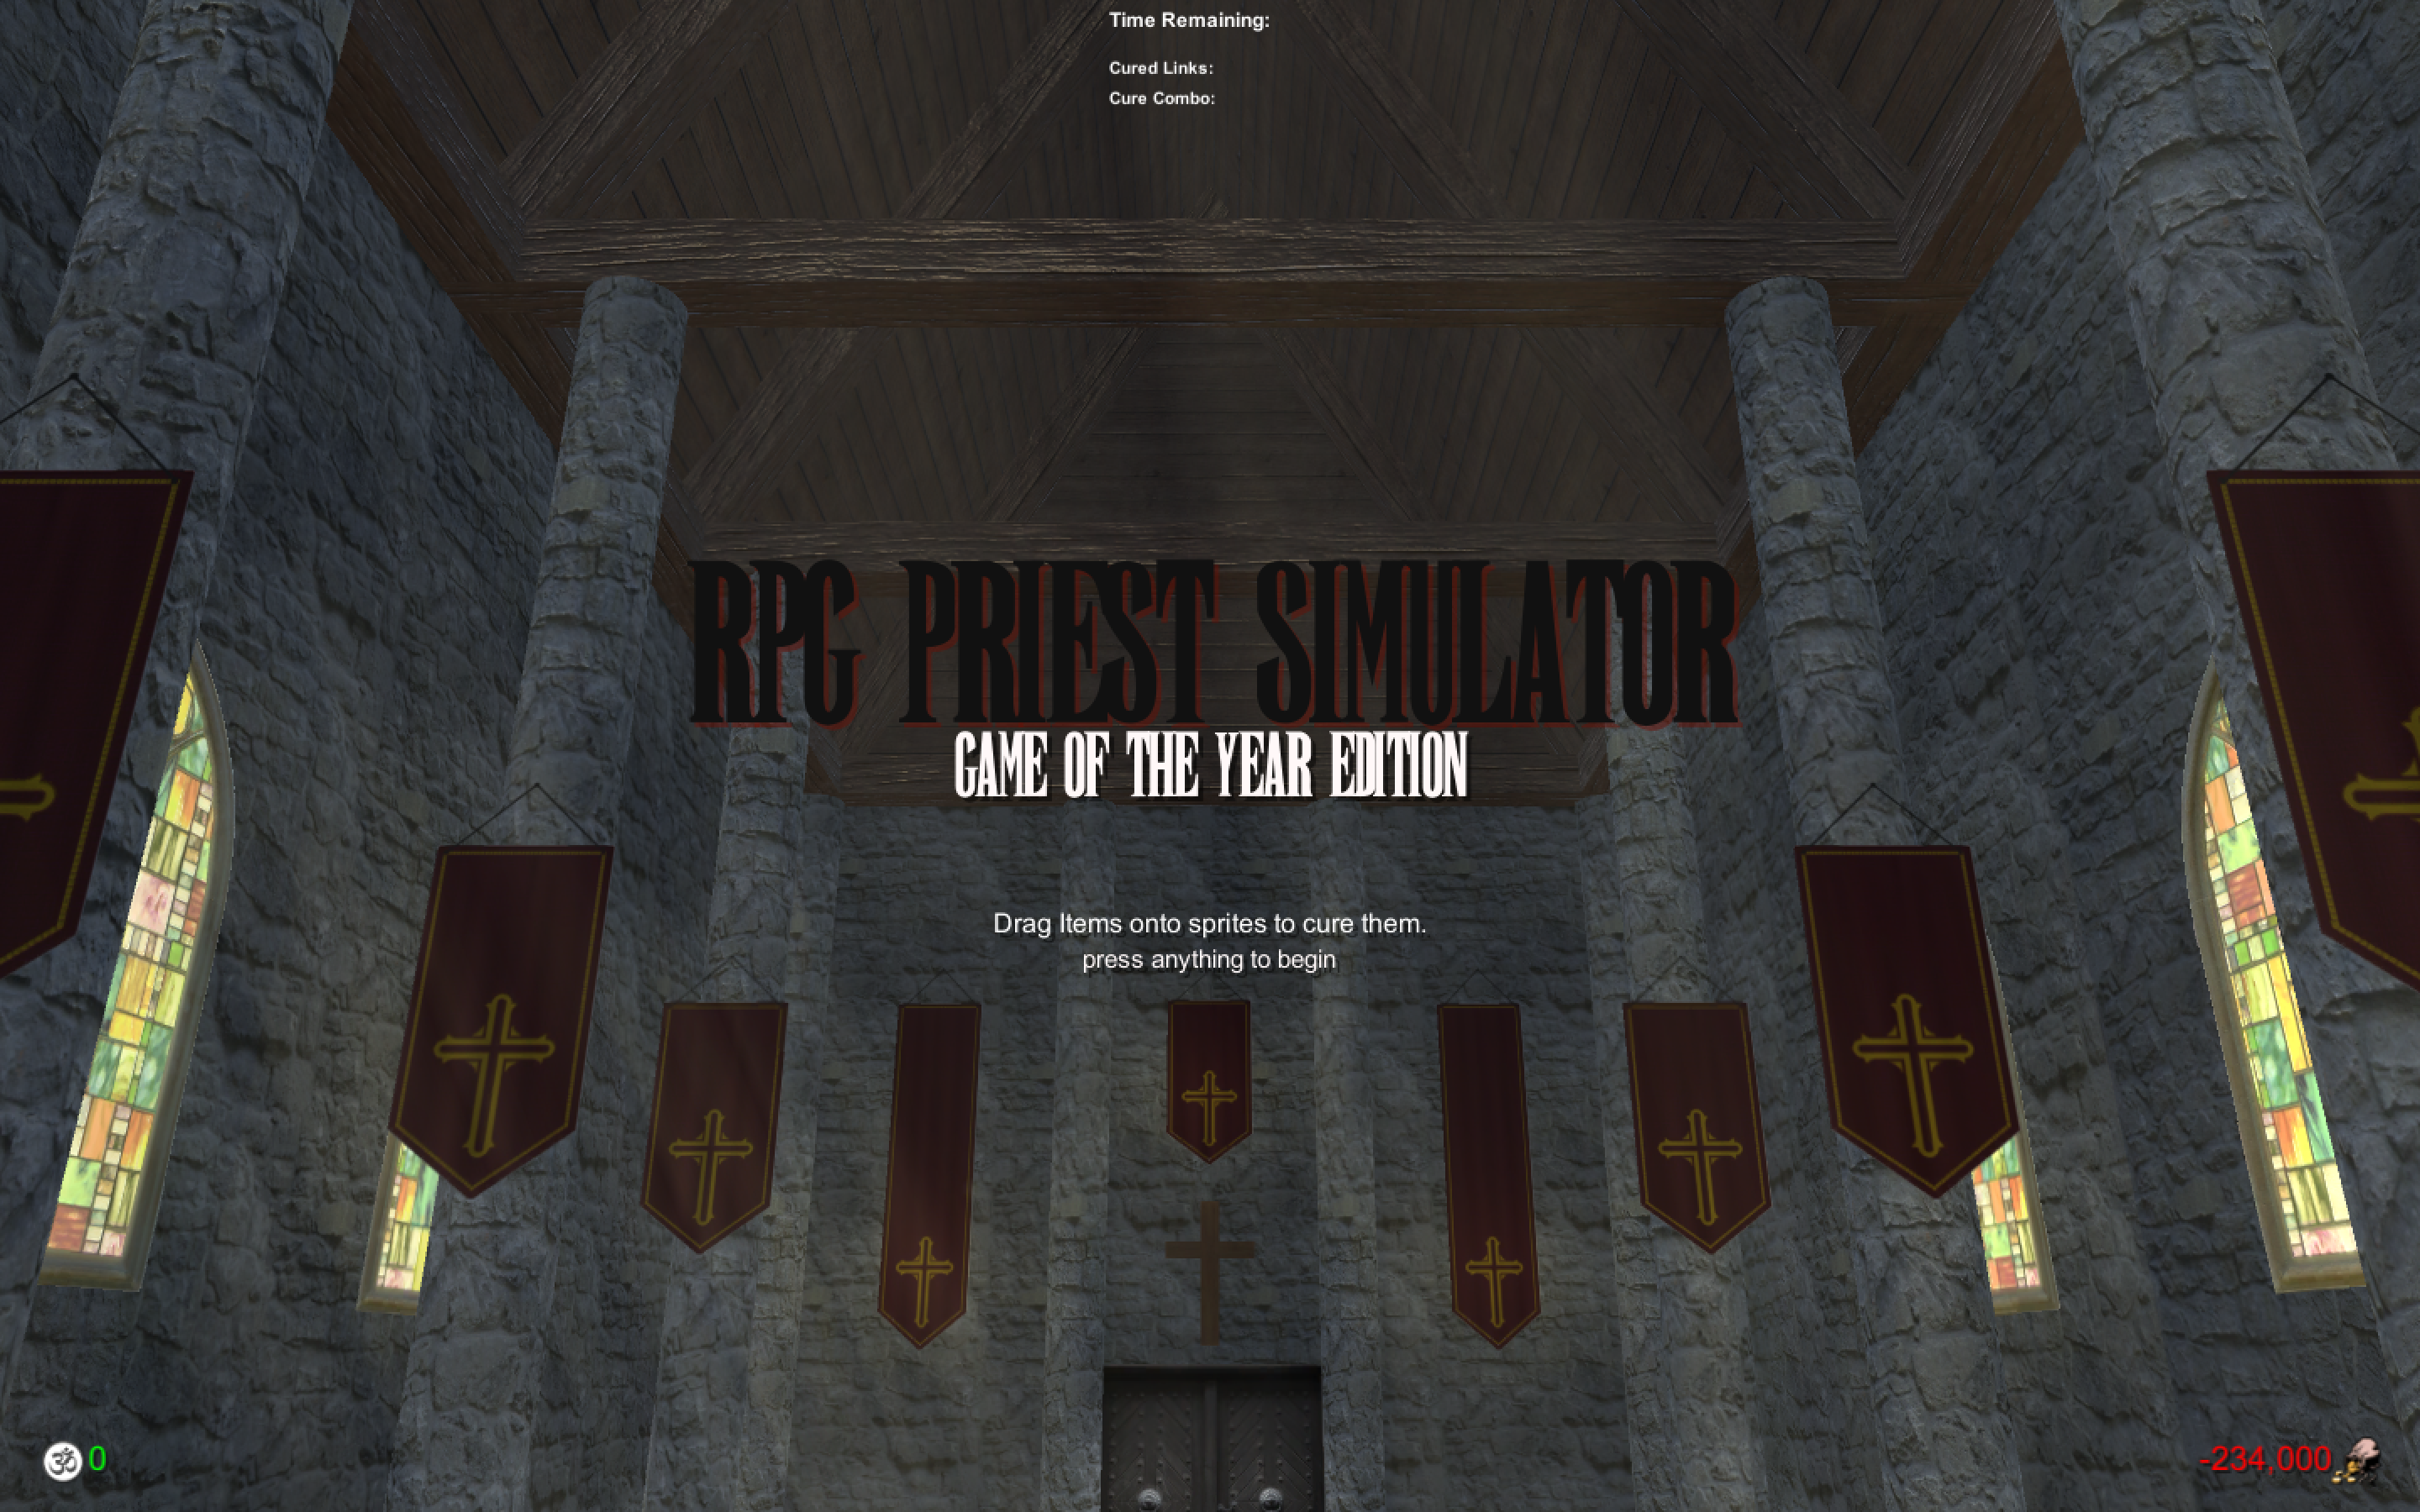 Time Remaining:
Cured Links:
Cure Combo:
RPG PRIEST SIMULATOR
GAME OF THE YEAR EDITION
Drag Items onto sprites to cure them.
press anything to begin
ॐ 0
-234,000